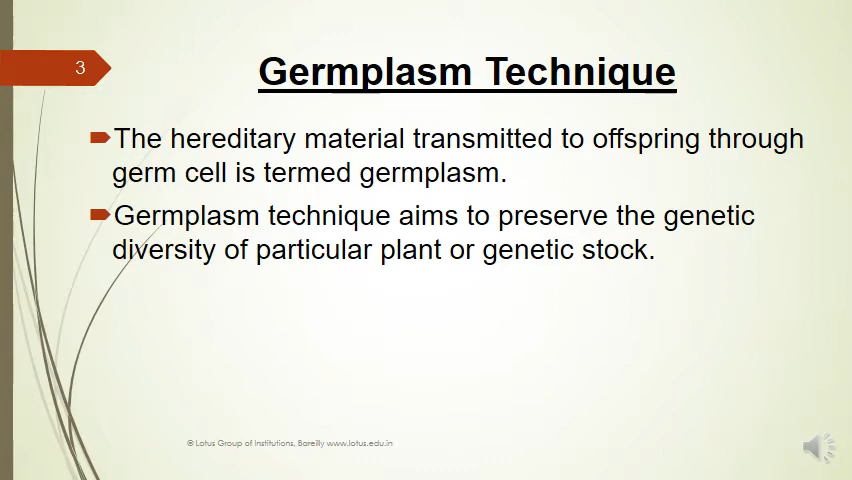 3
Germplasm Technique
The hereditary material transmitted to offspring through
germ cell is termed germplasm.
Germplasm technique aims to preserve the genetic
diversity of particular plant or genetic stock.
® Lotus Group of Institutions, Bareilly www.lotus.edu.in